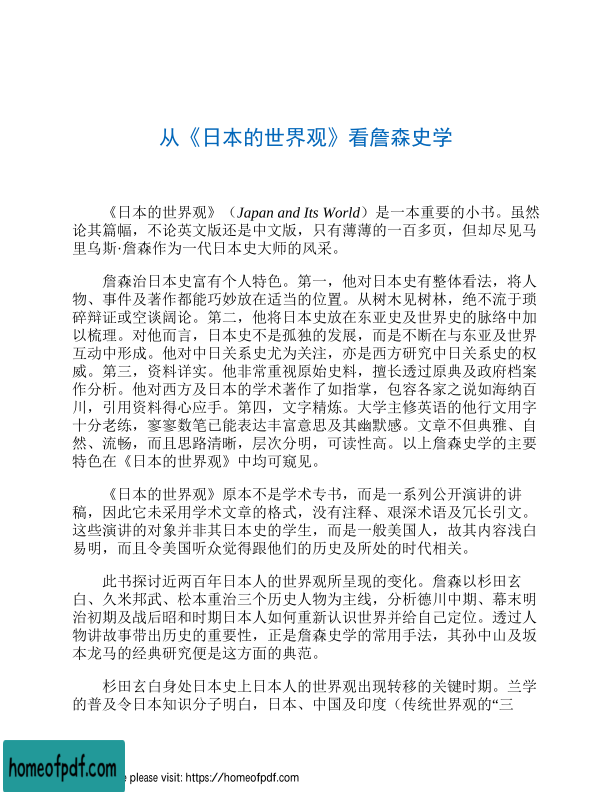 从《日本的世界观》看詹森史学
《日本的世界观》（Japan and Its World）是一本重要的小书。虽然
论其篇幅，不论英文版还是中文版，只有薄薄的一百多页，但却尽见马
里乌斯·詹森作为一代日本史大师的风采。
詹森治日本史富有个人特色。第一，他对日本史有整体看法，将人
物、事件及著作都能巧妙放在适当的位置。从树木见树林，绝不流于琐
碎辩证或空谈阔论。第二，他将日本史放在东亚史及世界史的脉络中加
以梳理。对他而言，日本史不是孤独的发展，而是不断在与东亚及世界
互动中形成。他对中日关系史尤为关注，亦是西方研究中日关系史的权
威。第三，资料详实。他非常重视原始史料，擅长透过原典及政府档案
作分析。他对西方及日本的学术著作了如指掌，包容各家之说如海纳百
川，引用资料得心应手。第四，文字精炼。大学主修英语的他行文用字
十分老练，寥寥数笔已能表达丰富意思及其幽默感。文章不但典雅、自
然、流畅，而且思路清晰，层次分明，可读性高。以上詹森史学的主要
特色在《日本的世界观》中均可窥见。
《日本的世界观》原本不是学术专书，而是一系列公开演讲的讲
稿，因此它未采用学术文章的格式，没有注释、艰深术语及冗长引文。
这些演讲的对象并非其日本史的学生，而是一般美国人，故其内容浅白
易明，而且令美国听众觉得跟他们的历史及所处的时代相关。
此书探讨近两百年日本人的世界观所呈现的变化。詹森以杉田玄
白、久米邦武、松本重治三个历史人物为主线，分析德川中期、幕末明
治初期及战后昭和时期日本人如何重新认识世界并给自己定位。透过人
物讲故事带出历史的重要性，正是詹森史学的常用手法，其孙中山及坂
本龙马的经典研究便是这方面的典范。
杉田玄白身处日本史上日本人的世界观出现转移的关键时期。兰学
的普及令日本知识分子明白，日本、中国及印度（传统世界观的“三
homeofpdf.com
e please visit: https://homeofpdf.com